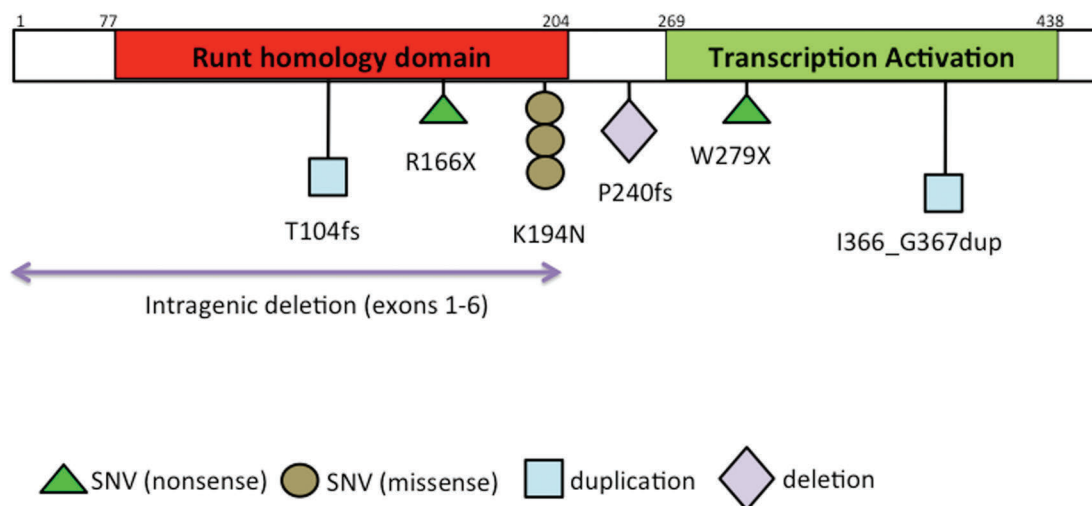 1 77 204 269 438
Runt homology domain Transcription Activation
R166X W279X
P240fs
T104fs K194N I366_G367dup
Intragenic deletion (exons 1-6)
SNV (nonsense) SNV (missense) duplication deletion